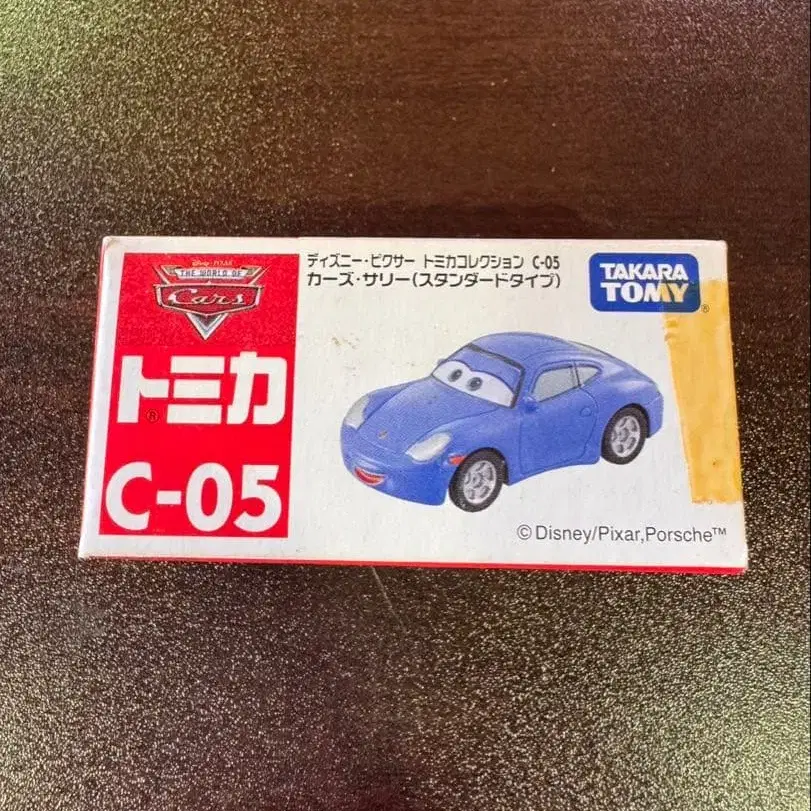 Disney・PIXAR
THE WORLD OF
Cars
トミカ®
C-05
ディズニー・ピクサー トミカコレクション C-05
カーズ・サリー(スタンダードタイプ)
TAKARA
TOMY®
©Disney/Pixar,Porsche™